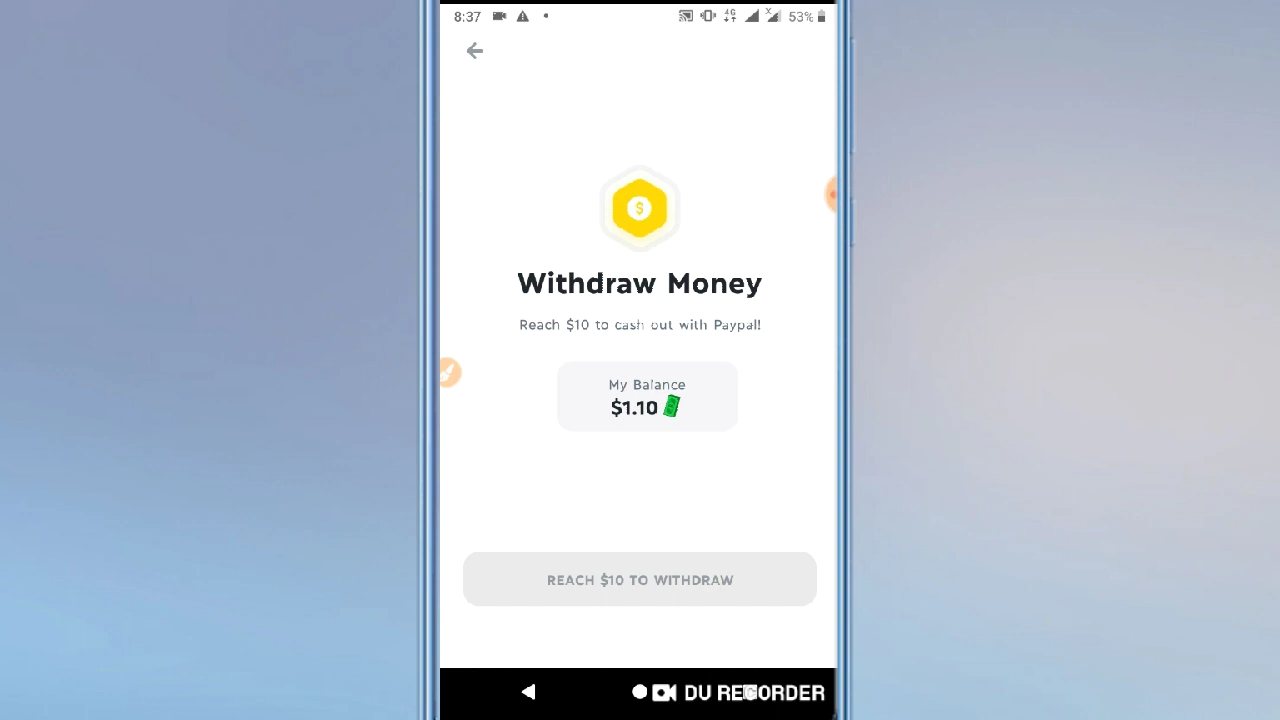 8:37 4G 53%
$
Withdraw Money
Reach $10 to cash out with Paypal!
My Balance
$1.10
REACH $10 TO WITHDRAW
DU RECORDER